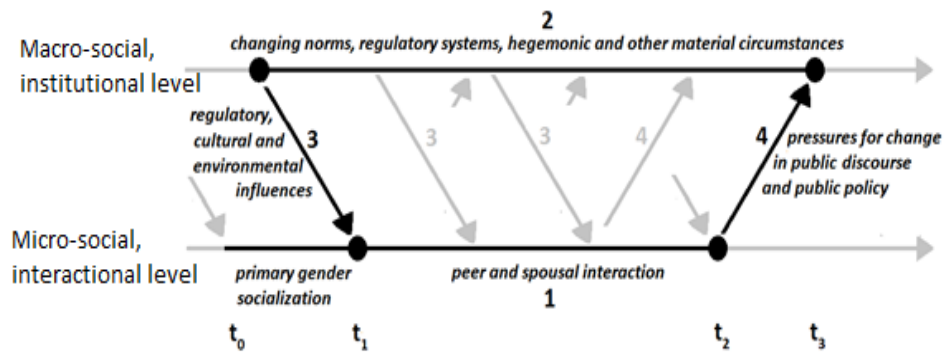 2
Macro-social,
institutional level
changing norms, regulatory systems, hegemonic and other material circumstances
regulatory,
cultural and
environmental
influences
3
3
3
4
4
pressures for change
in public discourse
and public policy
Micro-social,
interactional level
primary gender
socialization
peer and spousal interaction
1
t0
t1
t2
t3